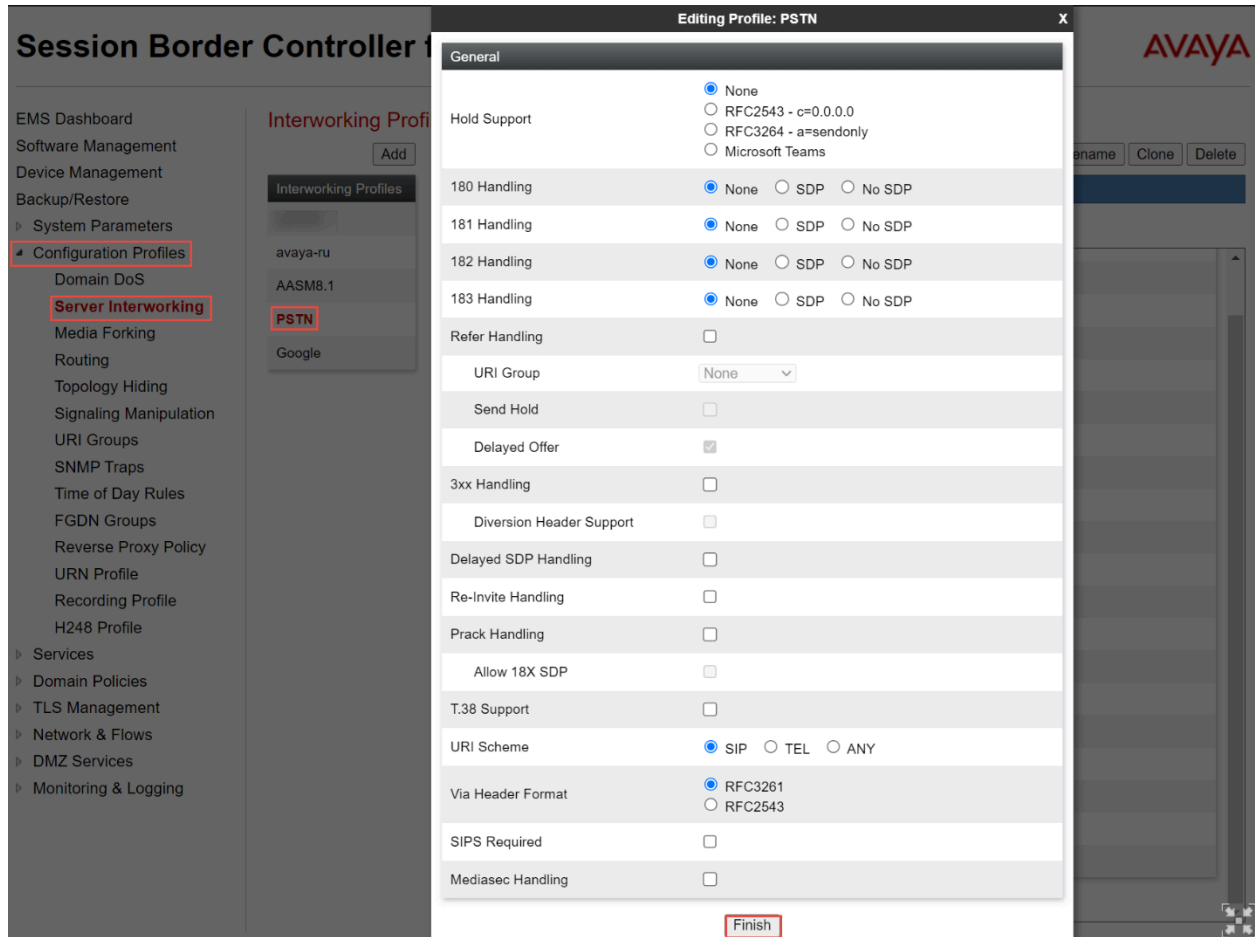 Editing Profile: PSTN X
Session Border Controller f
AVAYA
EMS Dashboard
Software Management
Device Management
Backup/Restore
System Parameters
Configuration Profiles
Domain DoS
Server Interworking
Media Forking
Routing
Topology Hiding
Signaling Manipulation
URI Groups
SNMP Traps
Time of Day Rules
FGDN Groups
Reverse Proxy Policy
URN Profile
Recording Profile
H248 Profile
Services
Domain Policies
TLS Management
Network & Flows
DMZ Services
Monitoring & Logging
Interworking Profi
Add
Interworking Profiles
avaya-ru
AASM8.1
PSTN
Google
ename Clone Delete
General
Hold Support
None
RFC2543 - c=0.0.0.0
RFC3264 - a=sendonly
Microsoft Teams
180 Handling None SDP No SDP
181 Handling None SDP No SDP
182 Handling None SDP No SDP
183 Handling None SDP No SDP
Refer Handling
URI Group None
Send Hold
Delayed Offer
3xx Handling
Diversion Header Support
Delayed SDP Handling
Re-Invite Handling
Prack Handling
Allow 18X SDP
T.38 Support
URI Scheme SIP TEL ANY
Via Header Format
RFC3261
RFC2543
SIPS Required
Mediasec Handling
Finish